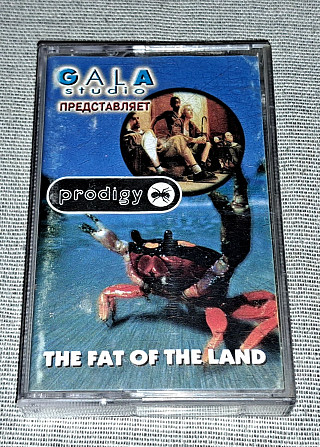 GALA
studio
ПРЕДСТАВЛЯЕТ
prodigy
THE FAT OF THE LAND